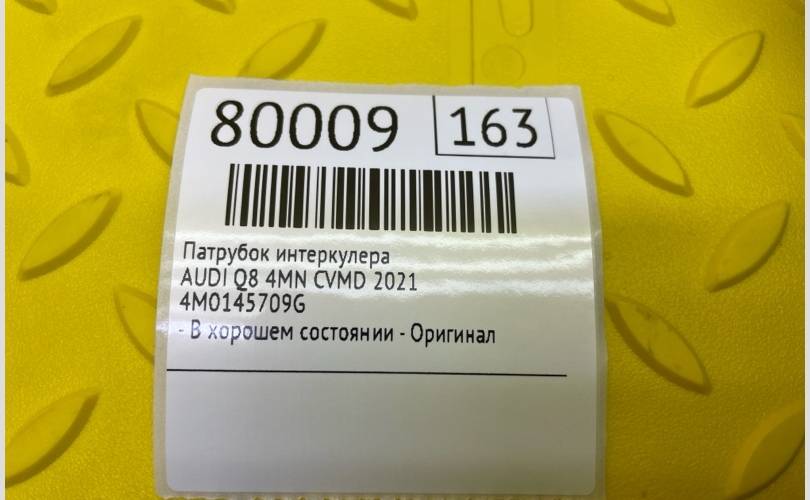 80009 163
Патрубок интеркулера
AUDI Q8 4MN CVMD 2021
4M0145709G
- В хорошем состоянии - Оригинал